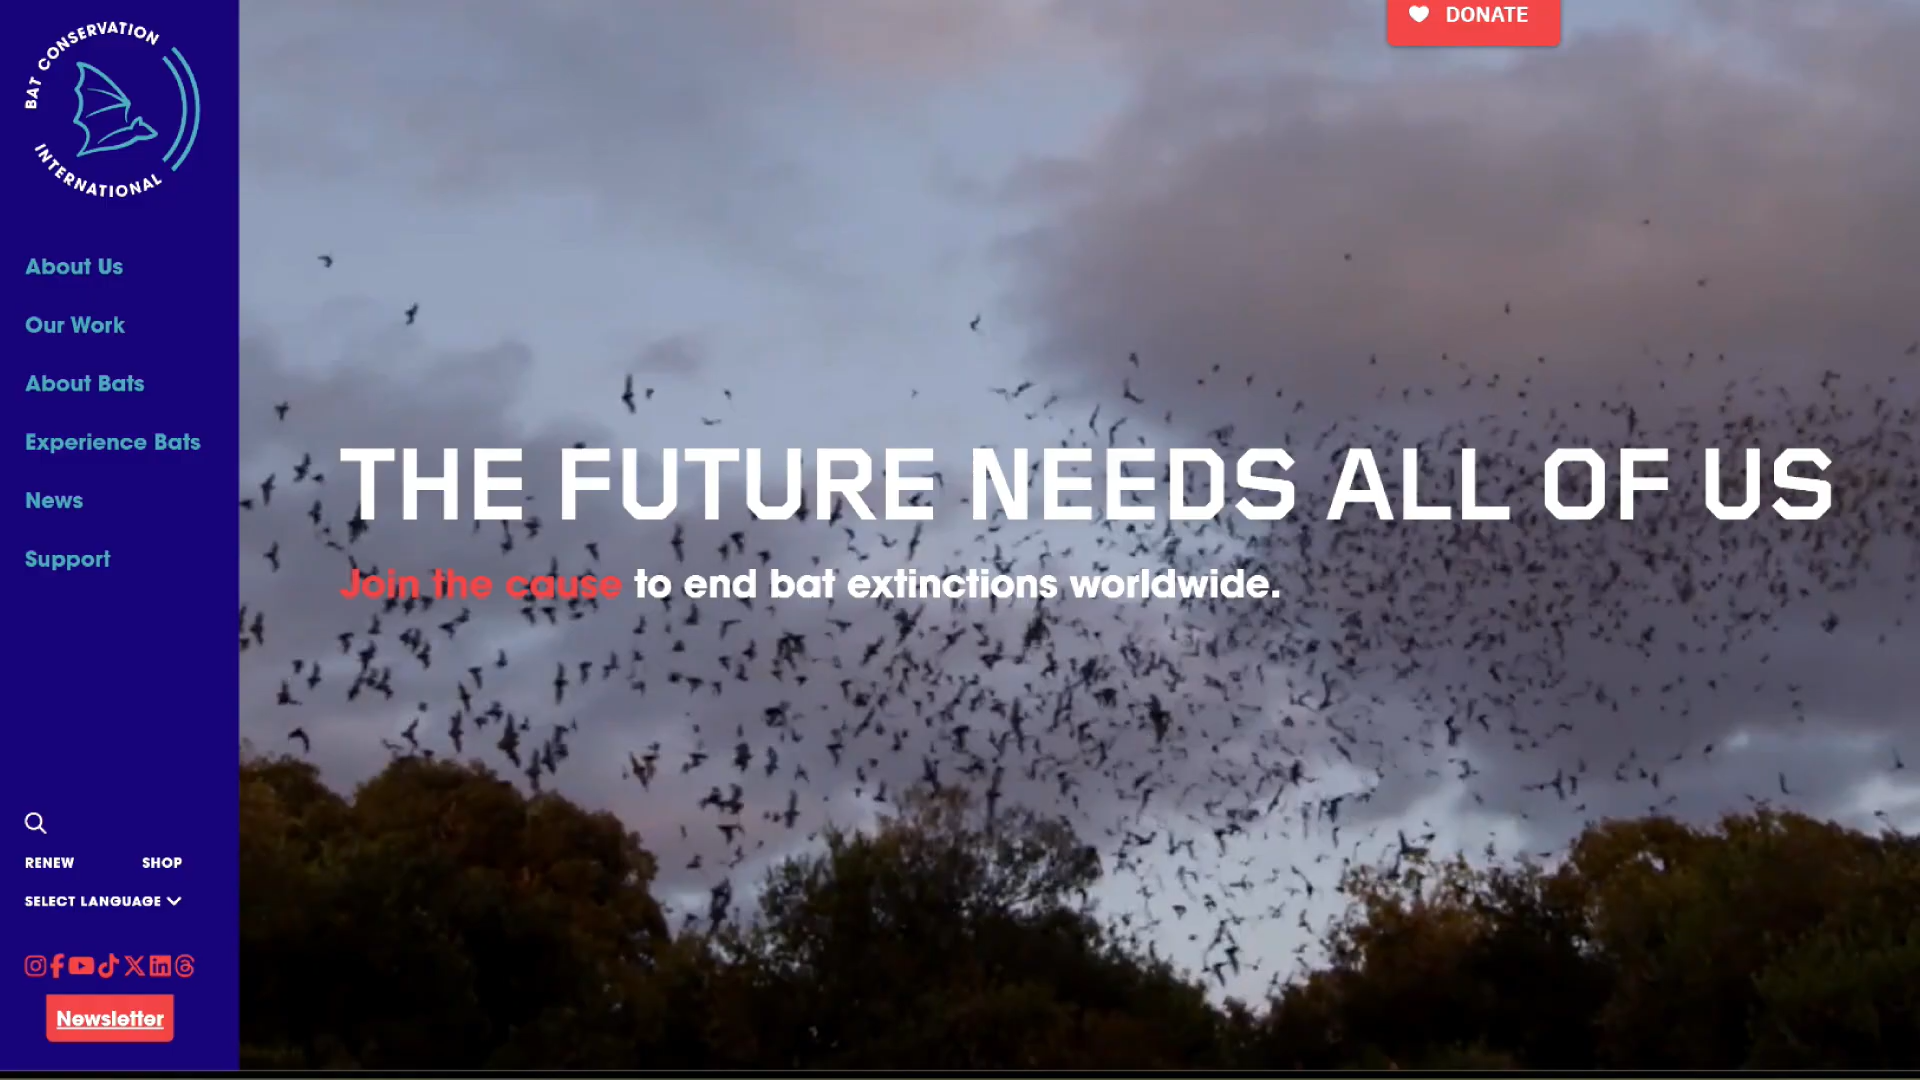 BAT CONSERVATION
INTERNATIONAL
About Us
Our Work
About Bats
Experience Bats
News
Support
RENEW SHOP
SELECT LANGUAGE
Newsletter
DONATE
THE FUTURE NEEDS ALL OF US
Join the cause to end bat extinctions worldwide.